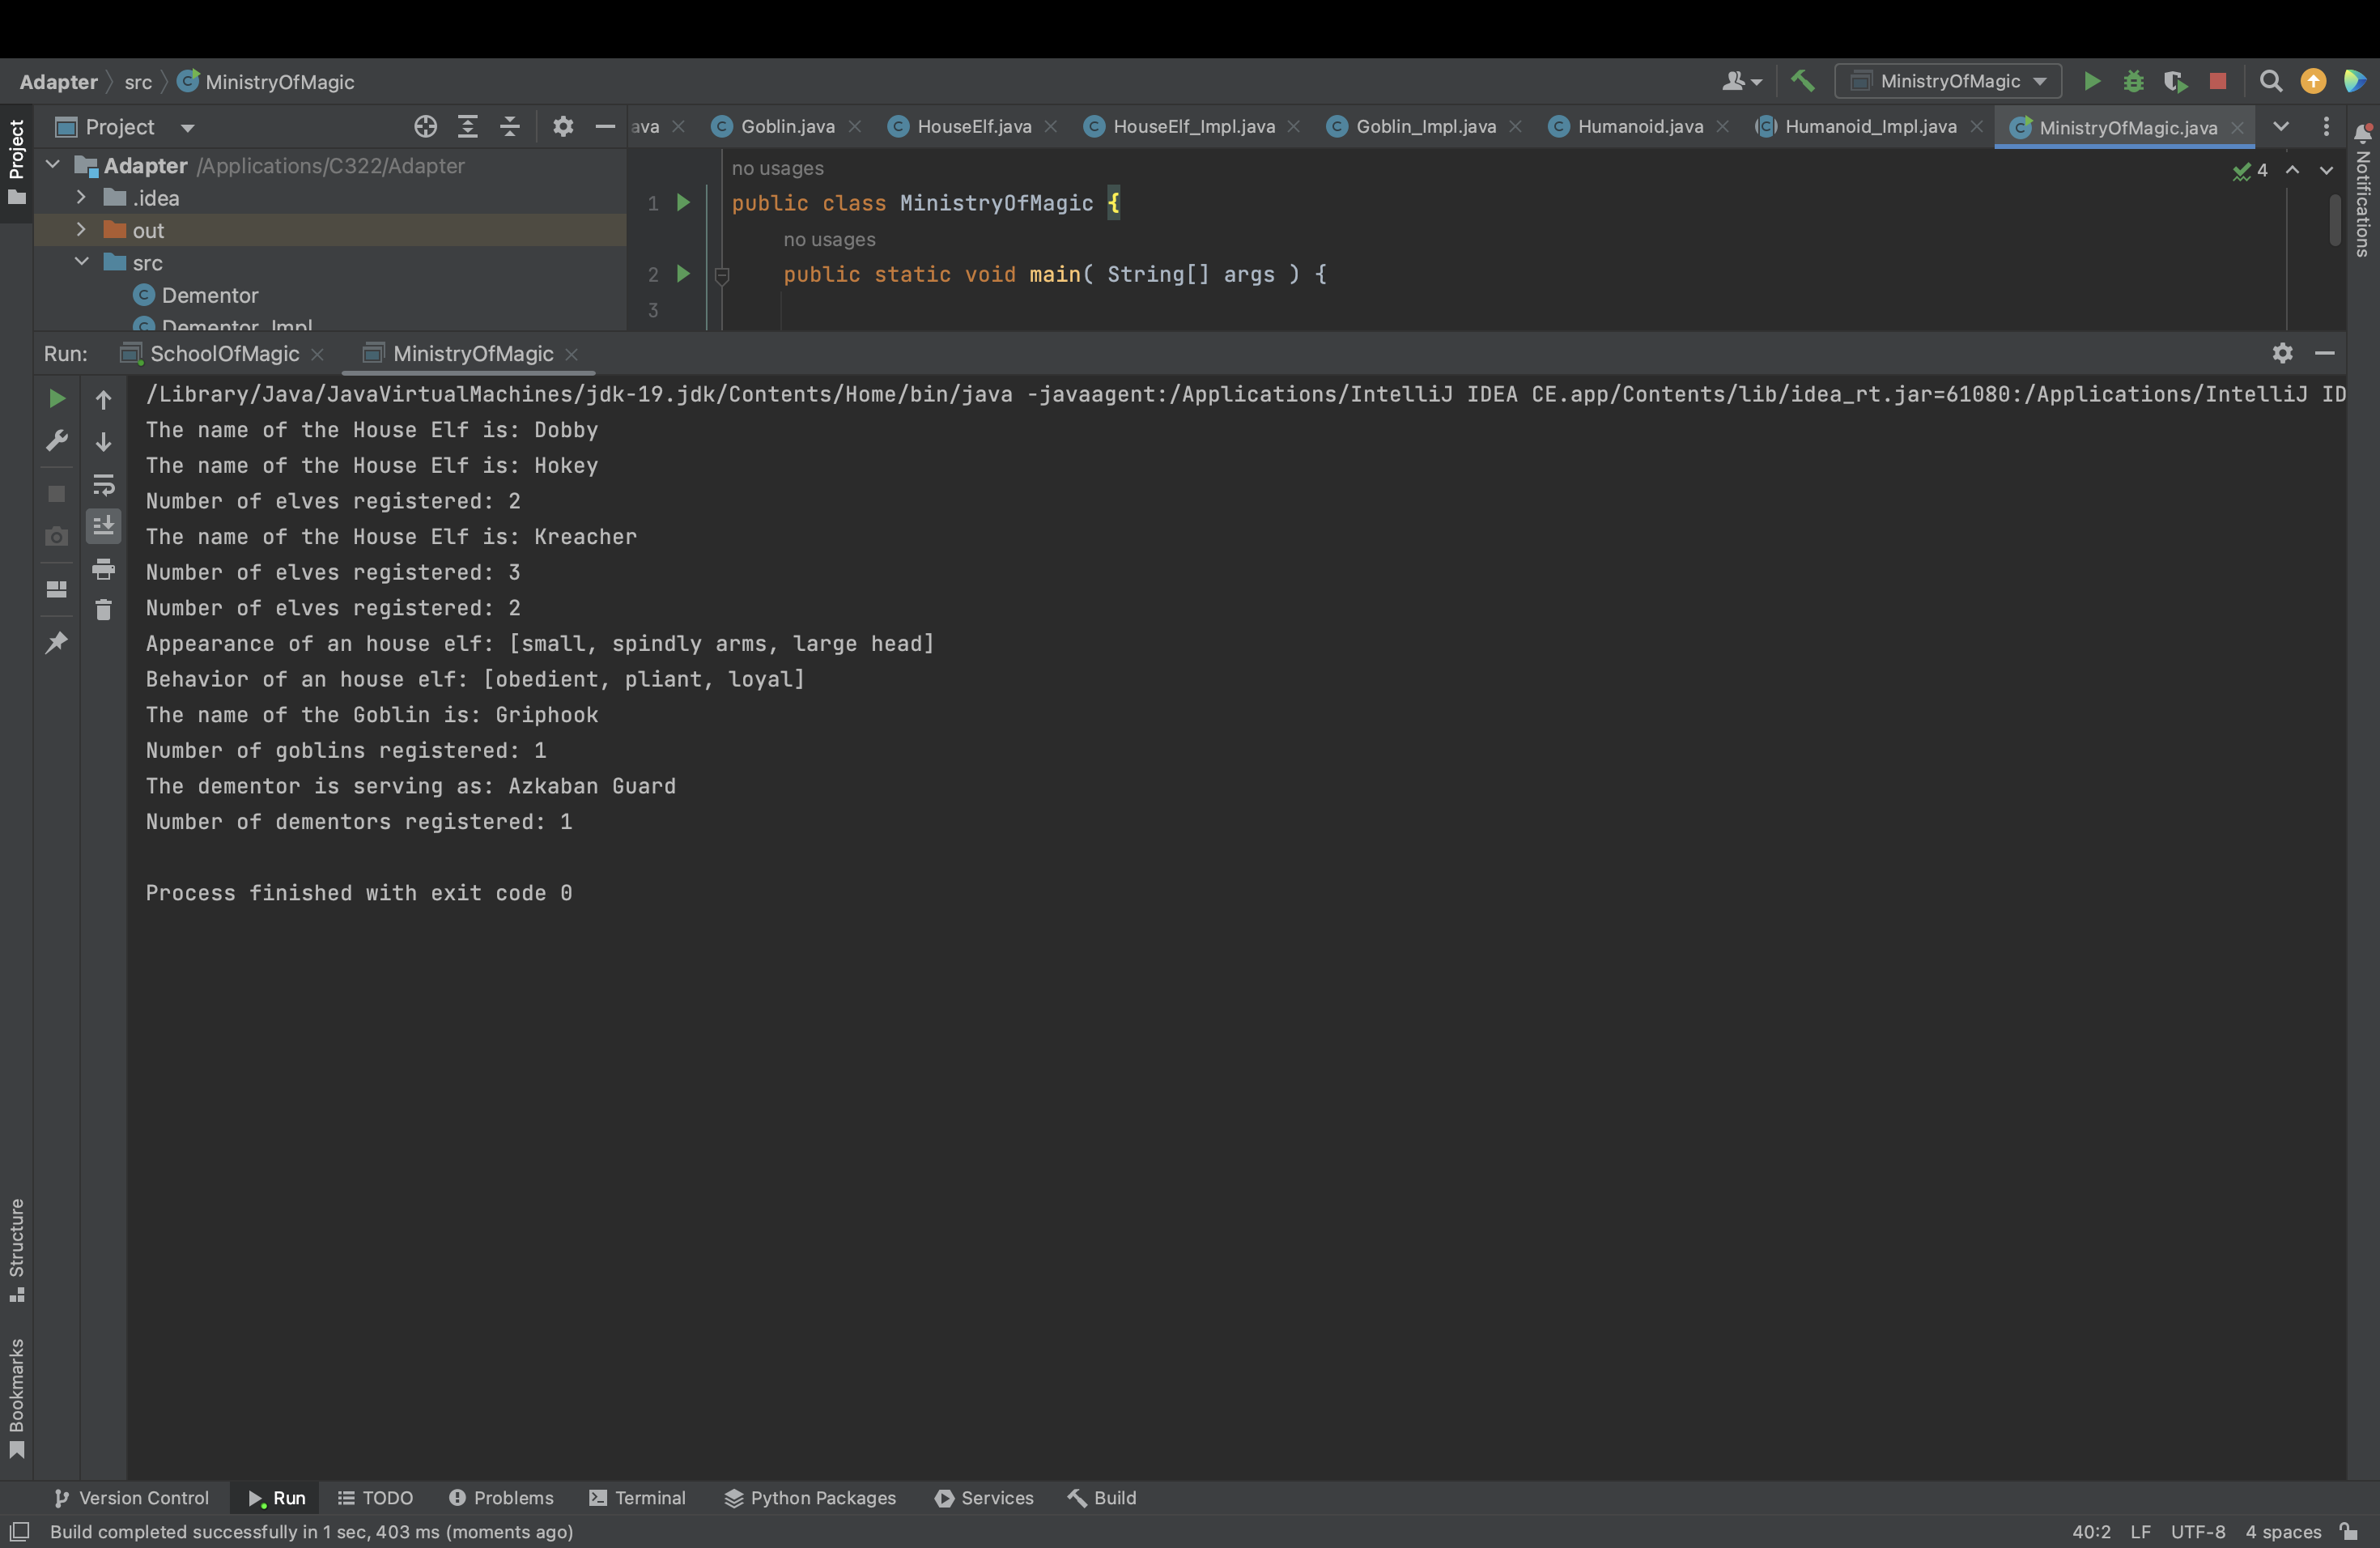 Adapter src MinistryOfMagic MinistryOfMagic
Project
Project ava Goblin.java HouseElf.java HouseElf_Impl.java Goblin_Impl.java Humanoid.java Humanoid_Impl.java MinistryOfMagic.java
Notifications
Adapter /Applications/C322/Adapter
.idea
out
src
Dementor
Dementor_Impl
no usages
4
1 public class MinistryOfMagic {
no usages
2 public static void main( String[] args ) {
3
Run: SchoolOfMagic MinistryOfMagic
/Library/Java/JavaVirtualMachines/jdk-19.jdk/Contents/Home/bin/java -javaagent:/Applications/IntelliJ IDEA CE.app/Contents/lib/idea_rt.jar=61080:/Applications/IntelliJ ID
The name of the House Elf is: Dobby
The name of the House Elf is: Hokey
Number of elves registered: 2
The name of the House Elf is: Kreacher
Number of elves registered: 3
Number of elves registered: 2
Appearance of an house elf: [small, spindly arms, large head]
Behavior of an house elf: [obedient, pliant, loyal]
The name of the Goblin is: Griphook
Number of goblins registered: 1
The dementor is serving as: Azkaban Guard
Number of dementors registered: 1
Process finished with exit code 0
Structure
Bookmarks
Version Control Run TODO Problems Terminal Python Packages Services Build
Build completed successfully in 1 sec, 403 ms (moments ago) 40:2 LF UTF-8 4 spaces